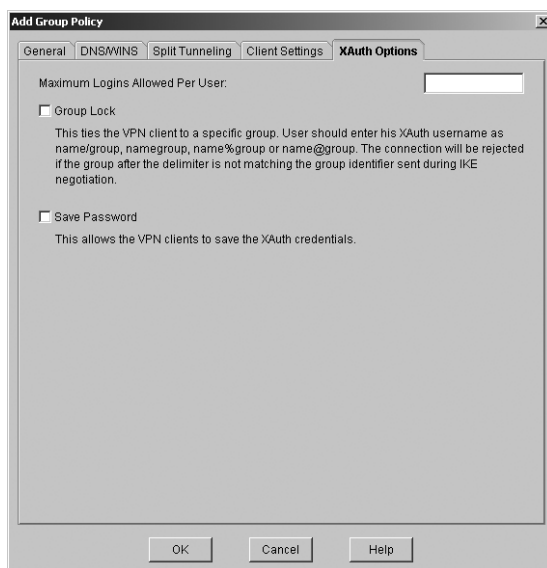 Add Group Policy
General DNS/WINS Split Tunneling Client Settings XAuth Options
Maximum Logins Allowed Per User:
Group Lock
This ties the VPN client to a specific group. User should enter his XAuth username as
name/group, namegroup, name%group or name@group. The connection will be rejected
if the group after the delimiter is not matching the group identifier sent during IKE
negotiation.
Save Password
This allows the VPN clients to save the XAuth credentials.
OK Cancel Help